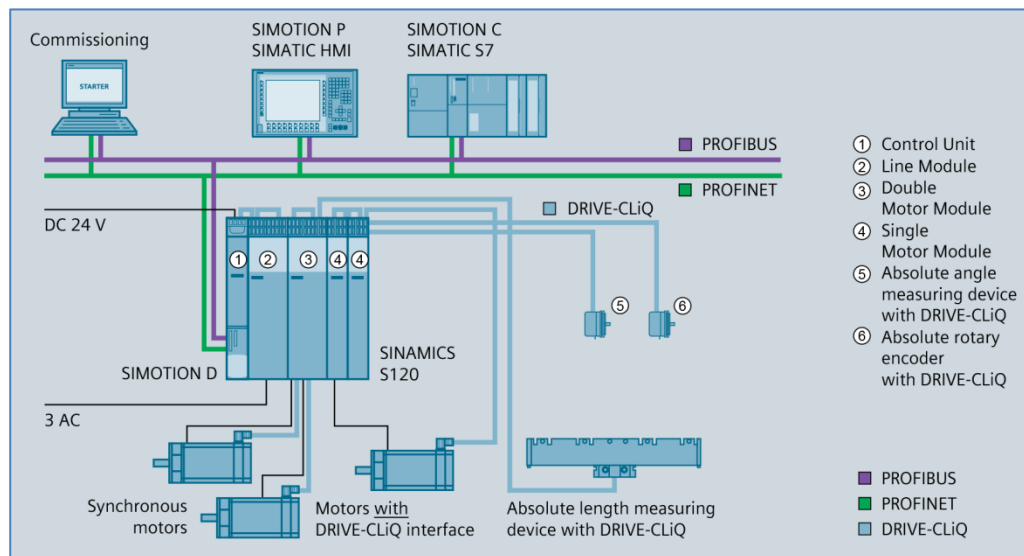 Commissioning
STARTER
SIMOTION P
SIMATIC HMI
SIMOTION C
SIMATIC S7
PROFIBUS
PROFINET
DC 24 V
DRIVE-CLiQ
① Control Unit
② Line Module
③ Double
Motor Module
④ Single
Motor Module
⑤ Absolute angle
measuring device
with DRIVE-CLiQ
⑥ Absolute rotary
encoder
with DRIVE-CLiQ
① ② ③ ④ ④
⑤ ⑥
SIMOTION D
SINAMICS
S120
3 AC
Synchronous
motors
Motors with
DRIVE-CLiQ interface
Absolute length measuring
device with DRIVE-CLiQ
PROFIBUS
PROFINET
DRIVE-CLiQ